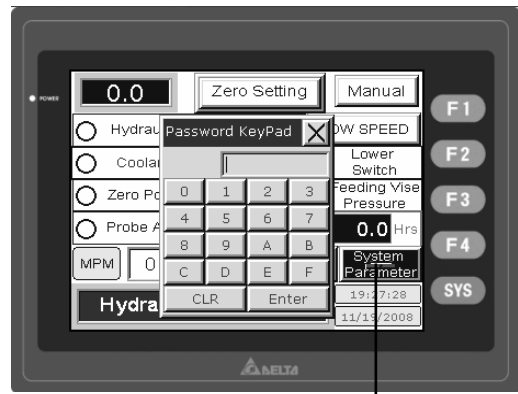 POWER
0.0
Zero Setting
Manual
F1
Hydrau
Password KeyPad
OW SPEED
Coola
Lower
Switch
F2
Zero Po
0 1 2 3
Feeding Vise
Pressure
F3
Probe A
4 5 6 7
0.0 Hrs
8 9 A B
F4
MPM
0
C D E F
System
Parameter
Hydra
CLR
Enter
19:27:28
SYS
11/19/2008
DELTA